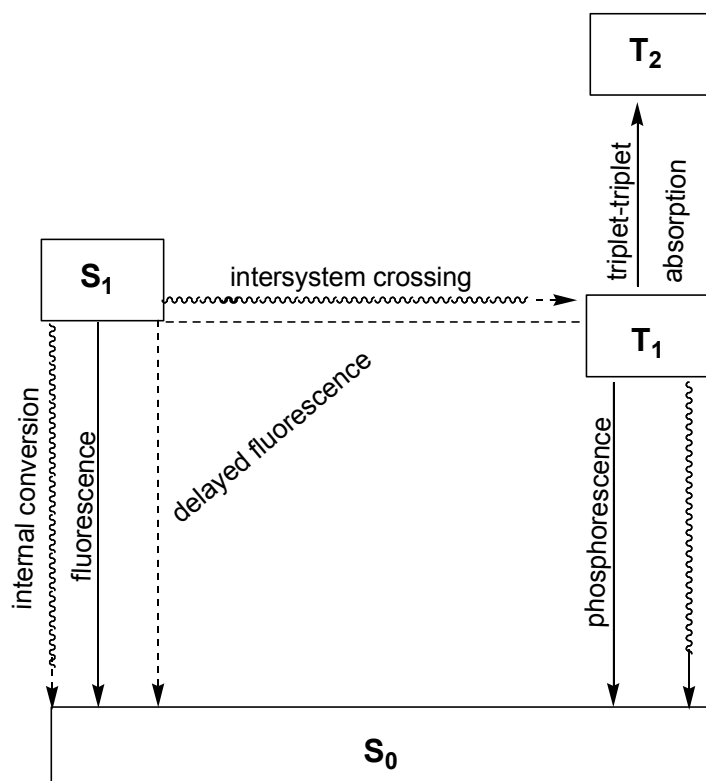 T2
triplet-triplet
absorption
S1
intersystem crossing
T1
internal conversion
fluorescence
delayed fluorescence
phosphorescence
S0